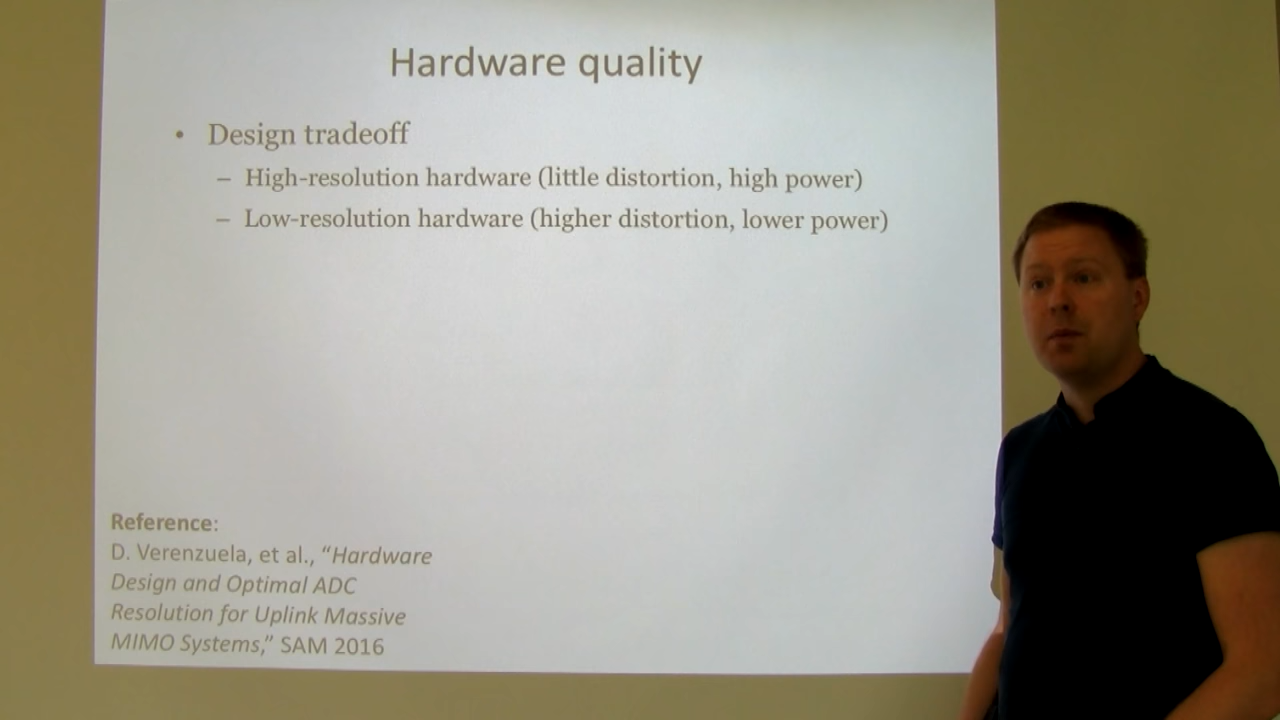 Hardware quality
• Design tradeoff
– High-resolution hardware (little distortion, high power)
– Low-resolution hardware (higher distortion, lower power)
Reference:
D. Verenzuela, et al., “Hardware
Design and Optimal ADC
Resolution for Uplink Massive
MIMO Systems,” SAM 2016